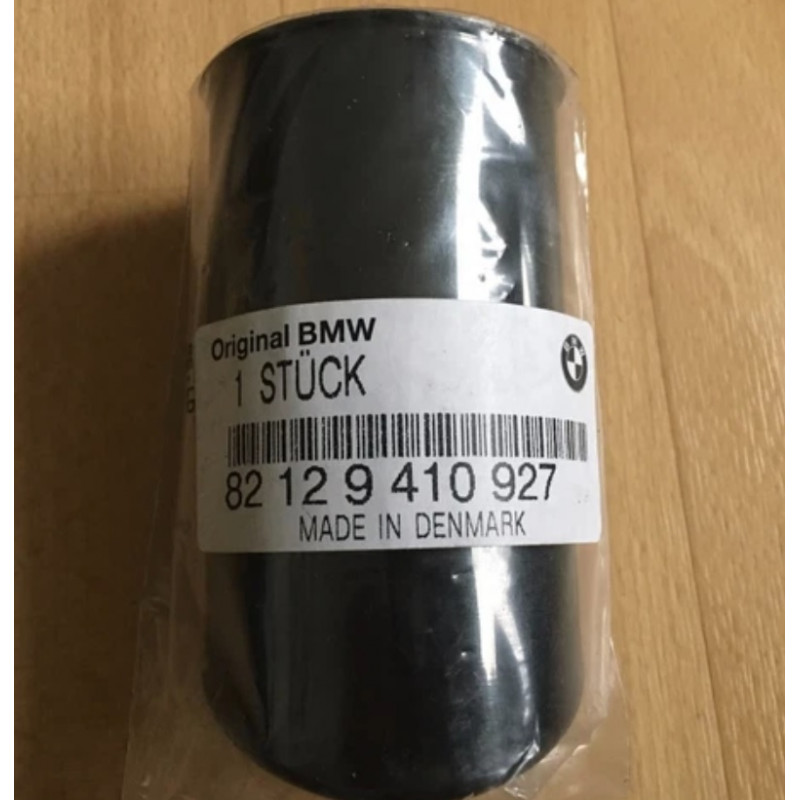 Original BMW
1 STÜCK
82 12 9 410 927
MADE IN DENMARK